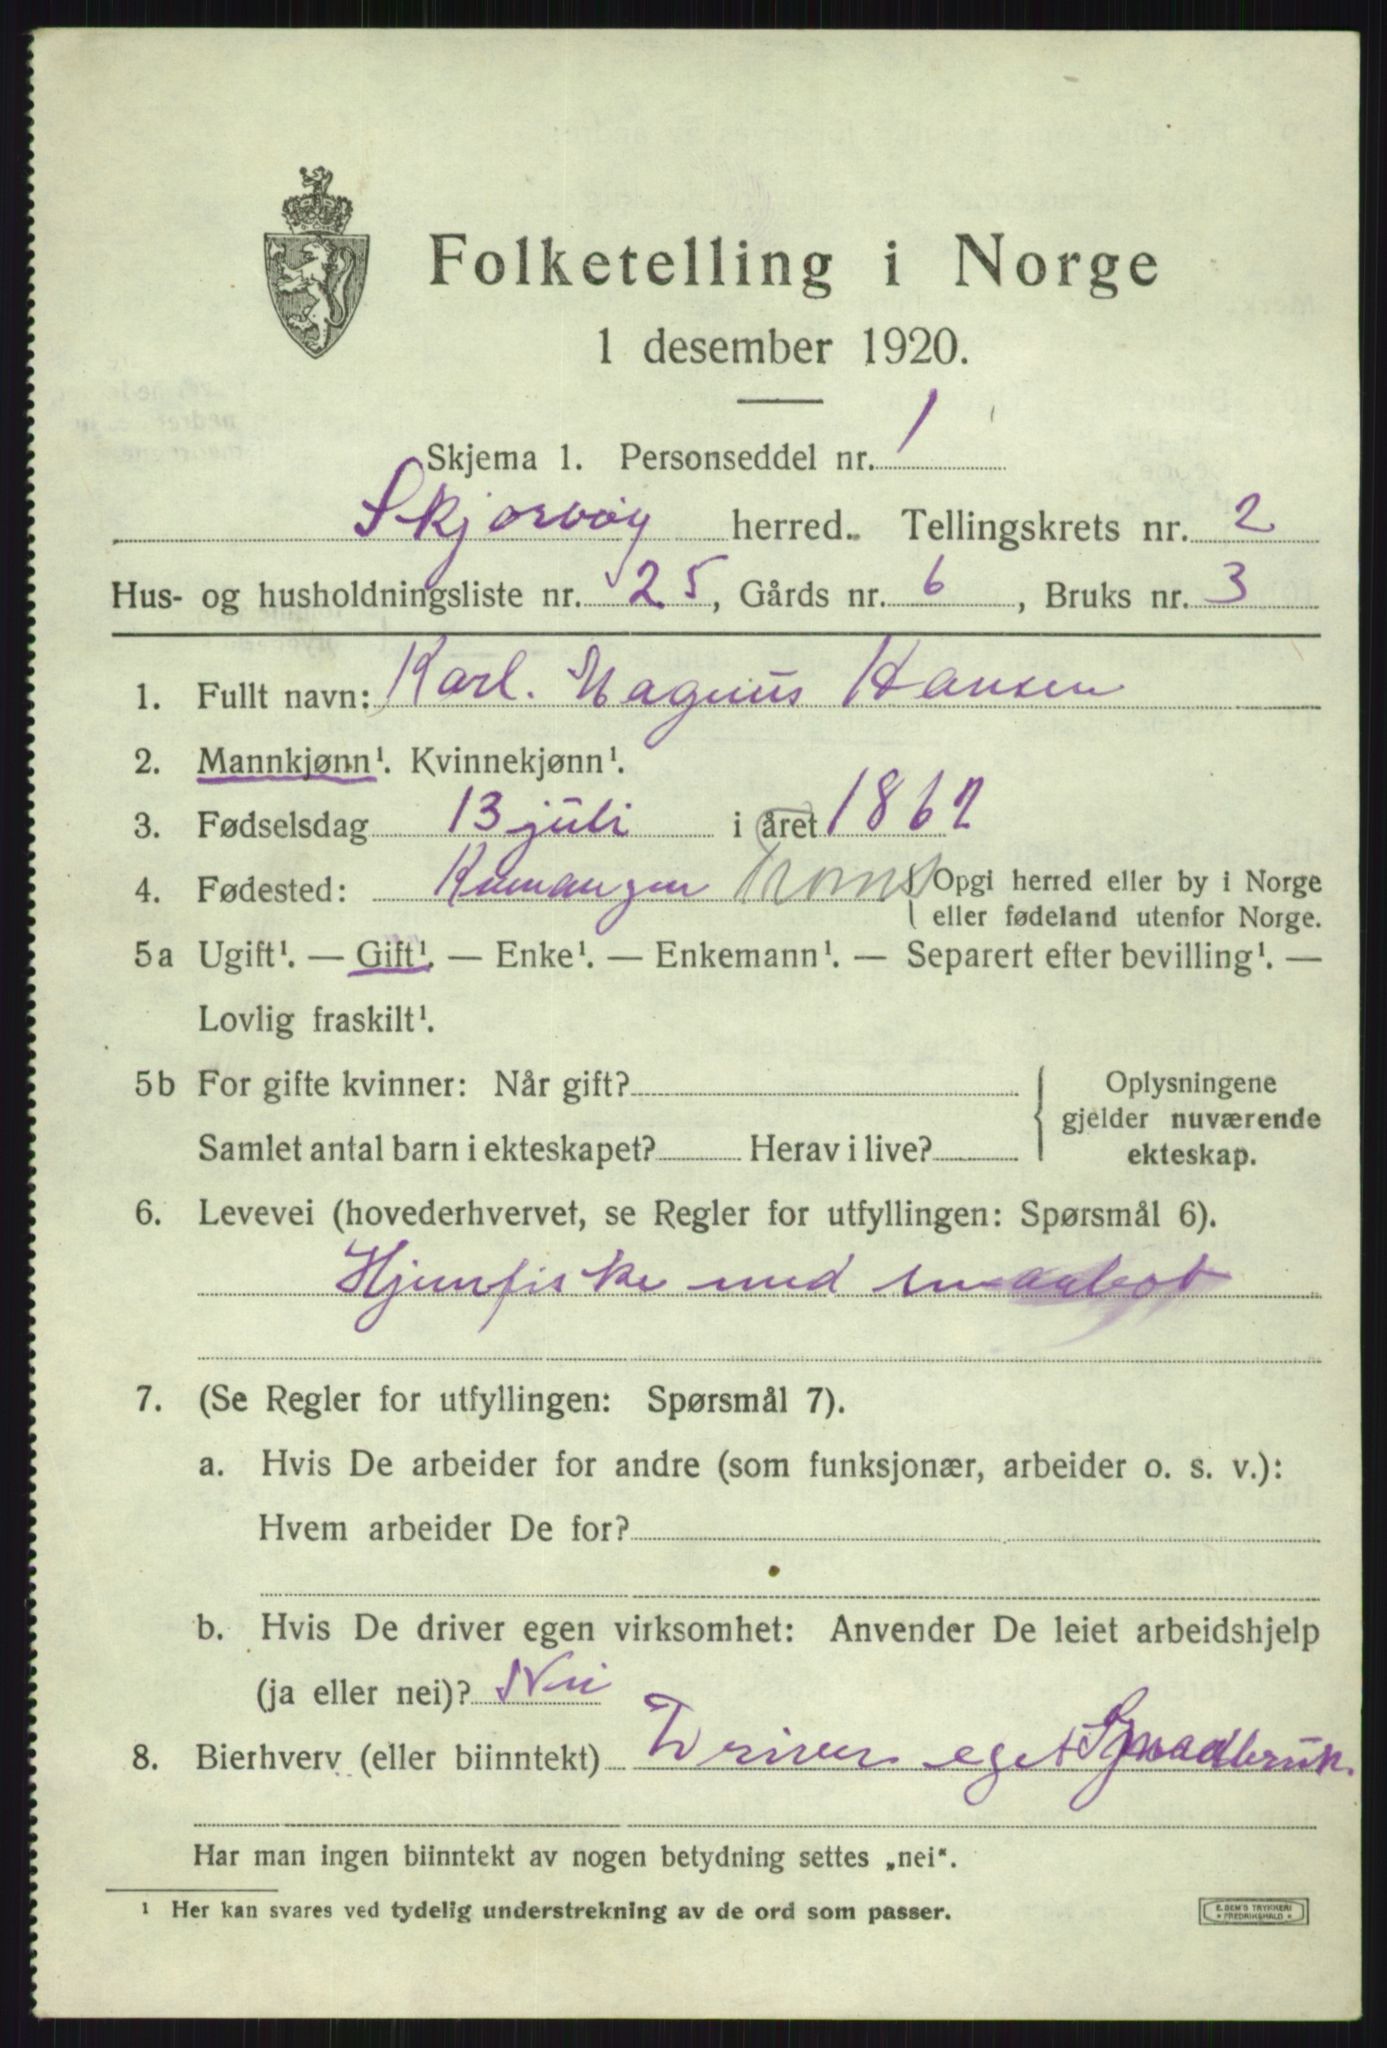 Folketelling i Norge
1 desember 1920.
Skjema 1. Personseddel nr. 1
Skjørvøy herred. Tellingskrets nr. 2
Hus- og husholdningsliste nr. 25, Gårds nr. 6, Bruks nr. 3
1. Fullt navn: Karl. Magnus Hansen
2. Mannkjønn¹. Kvinnekjønn¹.
3. Fødselsdag 13 juli i året 1862
4. Fødested: Troms { Opgi herred eller by i Norge
eller fødeland utenfor Norge.
5a Ugift¹. — Gift¹. — Enke¹. — Enkemann¹. — Separert efter bevilling¹. —
Lovlig fraskilt¹.
5b For gifte kvinner: Når gift?
Samlet antal barn i ekteskapet? Herav i live?
{ Oplysningene
gjelder nuværende
ekteskap.
6. Levevei (hovederhvervet, se Regler for utfyllingen: Spørsmål 6).
Hjemfiske med smaabot
7. (Se Regler for utfyllingen: Spørsmål 7).
a. Hvis De arbeider for andre (som funksjonær, arbeider o. s. v.):
Hvem arbeider De for?
b. Hvis De driver egen virksomhet: Anvender De leiet arbeidshjelp
(ja eller nei)? Nei
8. Bierhverv (eller biinntekt) Driver eget Smaabruk.
Har man ingen biinntekt av nogen betydning settes „nei“.
¹ Her kan svares ved tydelig understrekning av de ord som passer.
E. SEM'S TRYKKERI
• FREDRIKSHALD •